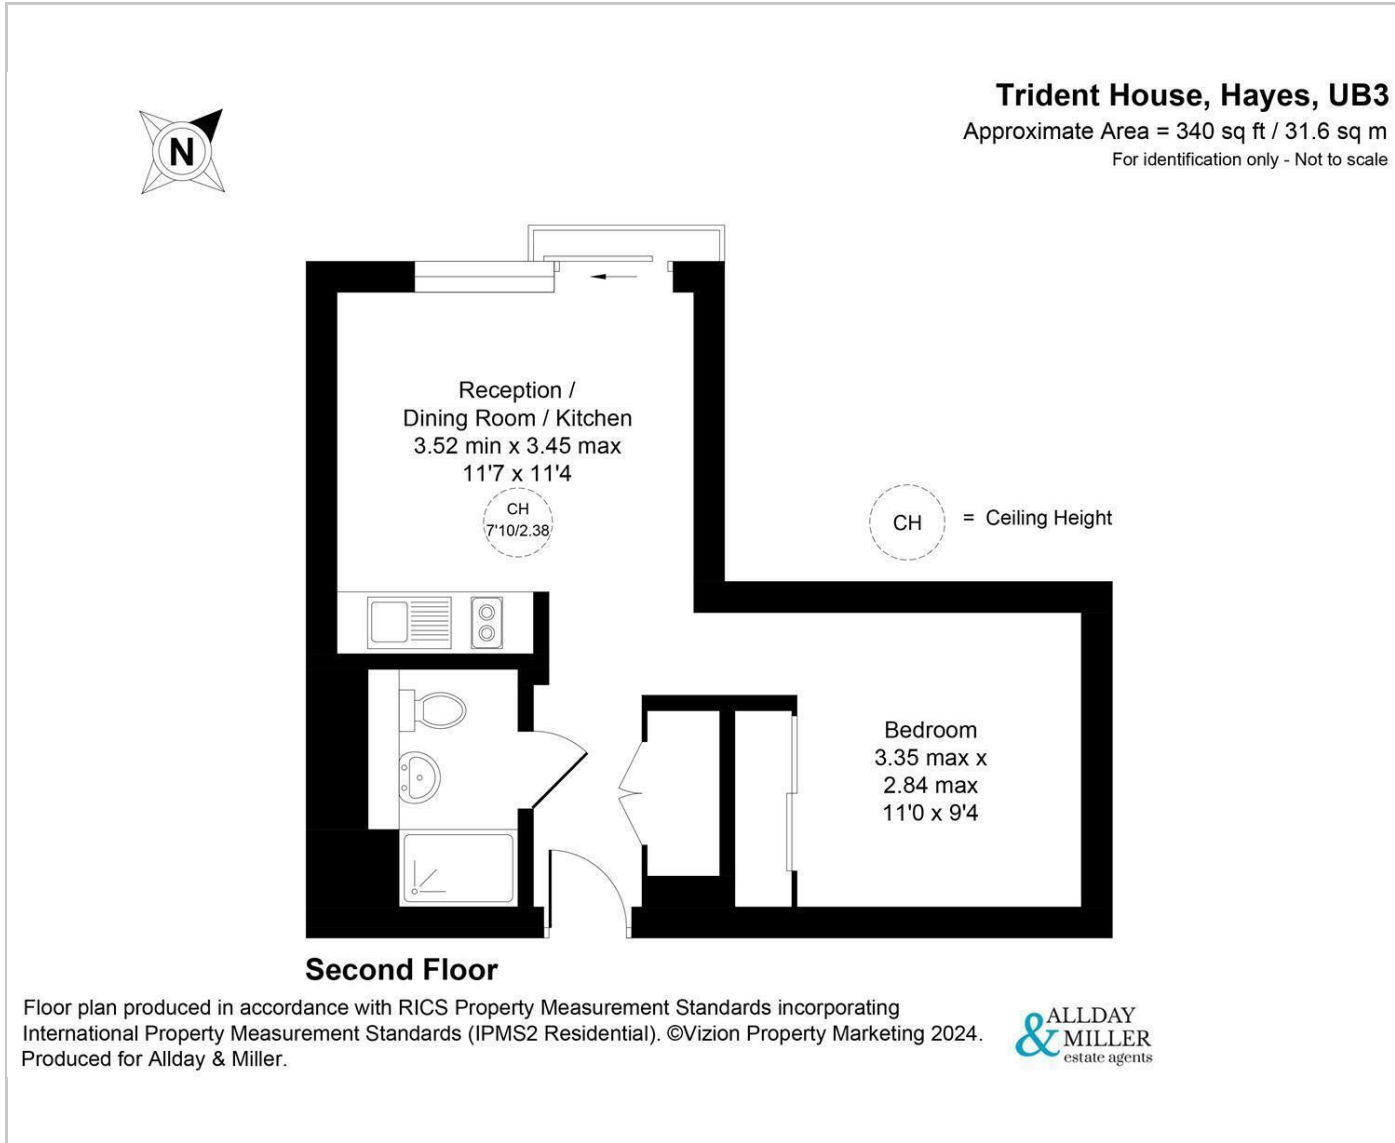 Trident House, Hayes, UB3
Approximate Area = 340 sq ft / 31.6 sq m
For identification only - Not to scale
N
Reception /
Dining Room / Kitchen
3.52 min x 3.45 max
11'7 x 11'4
CH
7'10/2.38
CH = Ceiling Height
Bedroom
3.35 max x
2.84 max
11'0 x 9'4
Second Floor
Floor plan produced in accordance with RICS Property Measurement Standards incorporating
International Property Measurement Standards (IPMS2 Residential). ©Vizion Property Marketing 2024.
Produced for Allday & Miller.
ALLDAY
& MILLER
estate agents